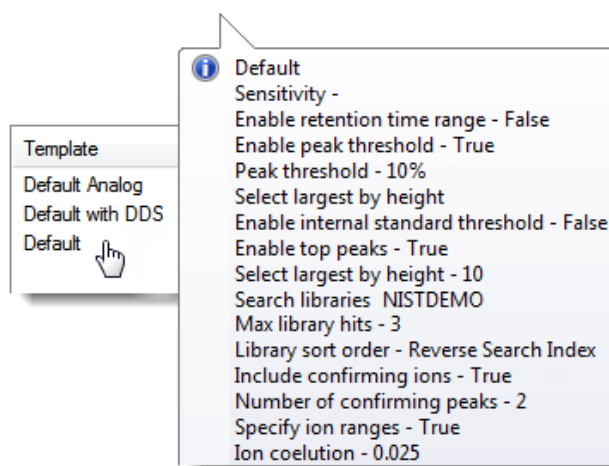 Template
Default Analog
Default with DDS
Default
Default
Sensitivity -
Enable retention time range - False
Enable peak threshold - True
Peak threshold - 10%
Select largest by height
Enable internal standard threshold - False
Enable top peaks - True
Select largest by height - 10
Search libraries  NISTDEMO
Max library hits - 3
Library sort order - Reverse Search Index
Include confirming ions - True
Number of confirming peaks - 2
Specify ion ranges - True
Ion coelution - 0.025